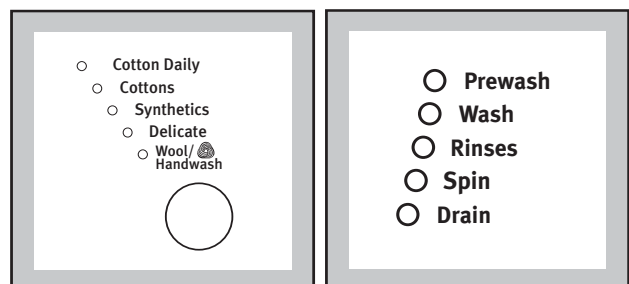 Cotton Daily
Cottons
Synthetics
Delicate
Wool/
Handwash
Prewash
Wash
Rinses
Spin
Drain